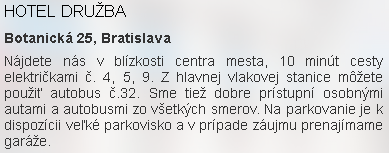 HOTEL DRUŽBA
Botanická 25, Bratislava
Nájdete nás v blízkosti centra mesta, 10 minút cesty
električkami č. 4, 5, 9. Z hlavnej vlakovej stanice môžete
použiť autobus č.32. Sme tiež dobre prístupní osobnými
autami a autobusmi zo všetkých smerov. Na parkovanie je k
dispozícii veľké parkovisko a v prípade záujmu prenajímame
garáže.